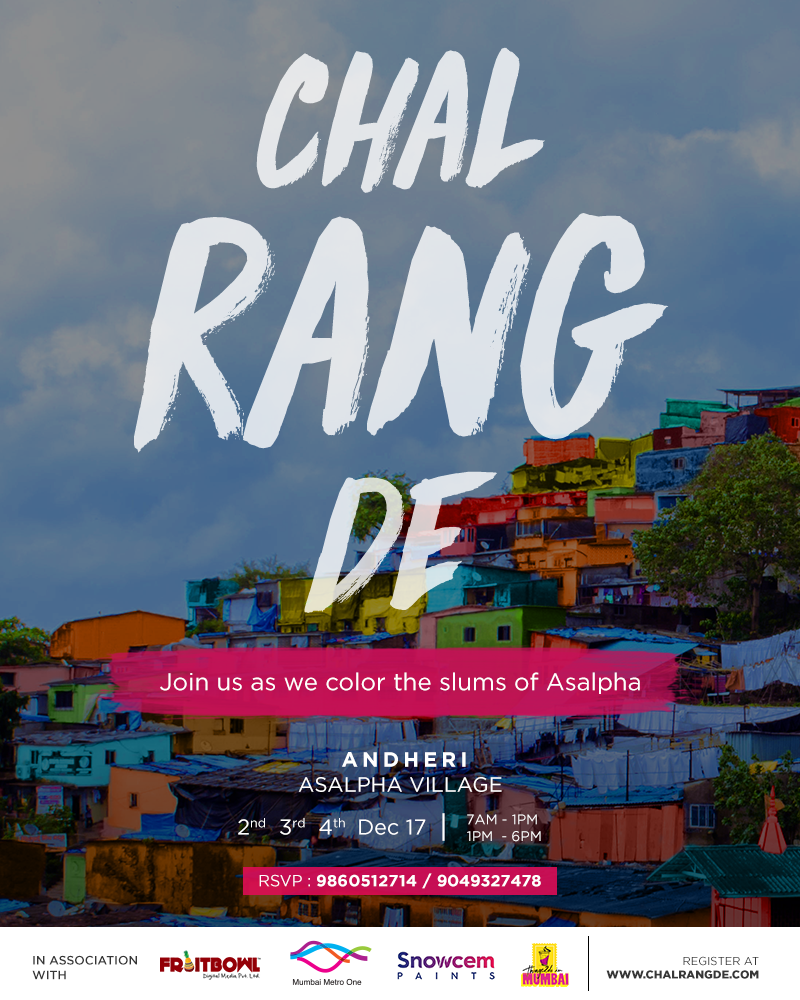 CHAL
RANG
DE
Join us as we color the slums of Asalpha
ANDHERI
ASALPHA VILLAGE
2nd 3rd 4th Dec 17 | 7AM - 1PM
1PM - 6PM
RSVP : 9860512714 / 9049327478
IN ASSOCIATION
WITH
FRUITBOWL
Digital Media Pvt. Ltd.
Mumbai Metro One
Snowcem
PAINTS
thingstodoin
MUMBAI
REGISTER AT
WWW.CHALRANGDE.COM